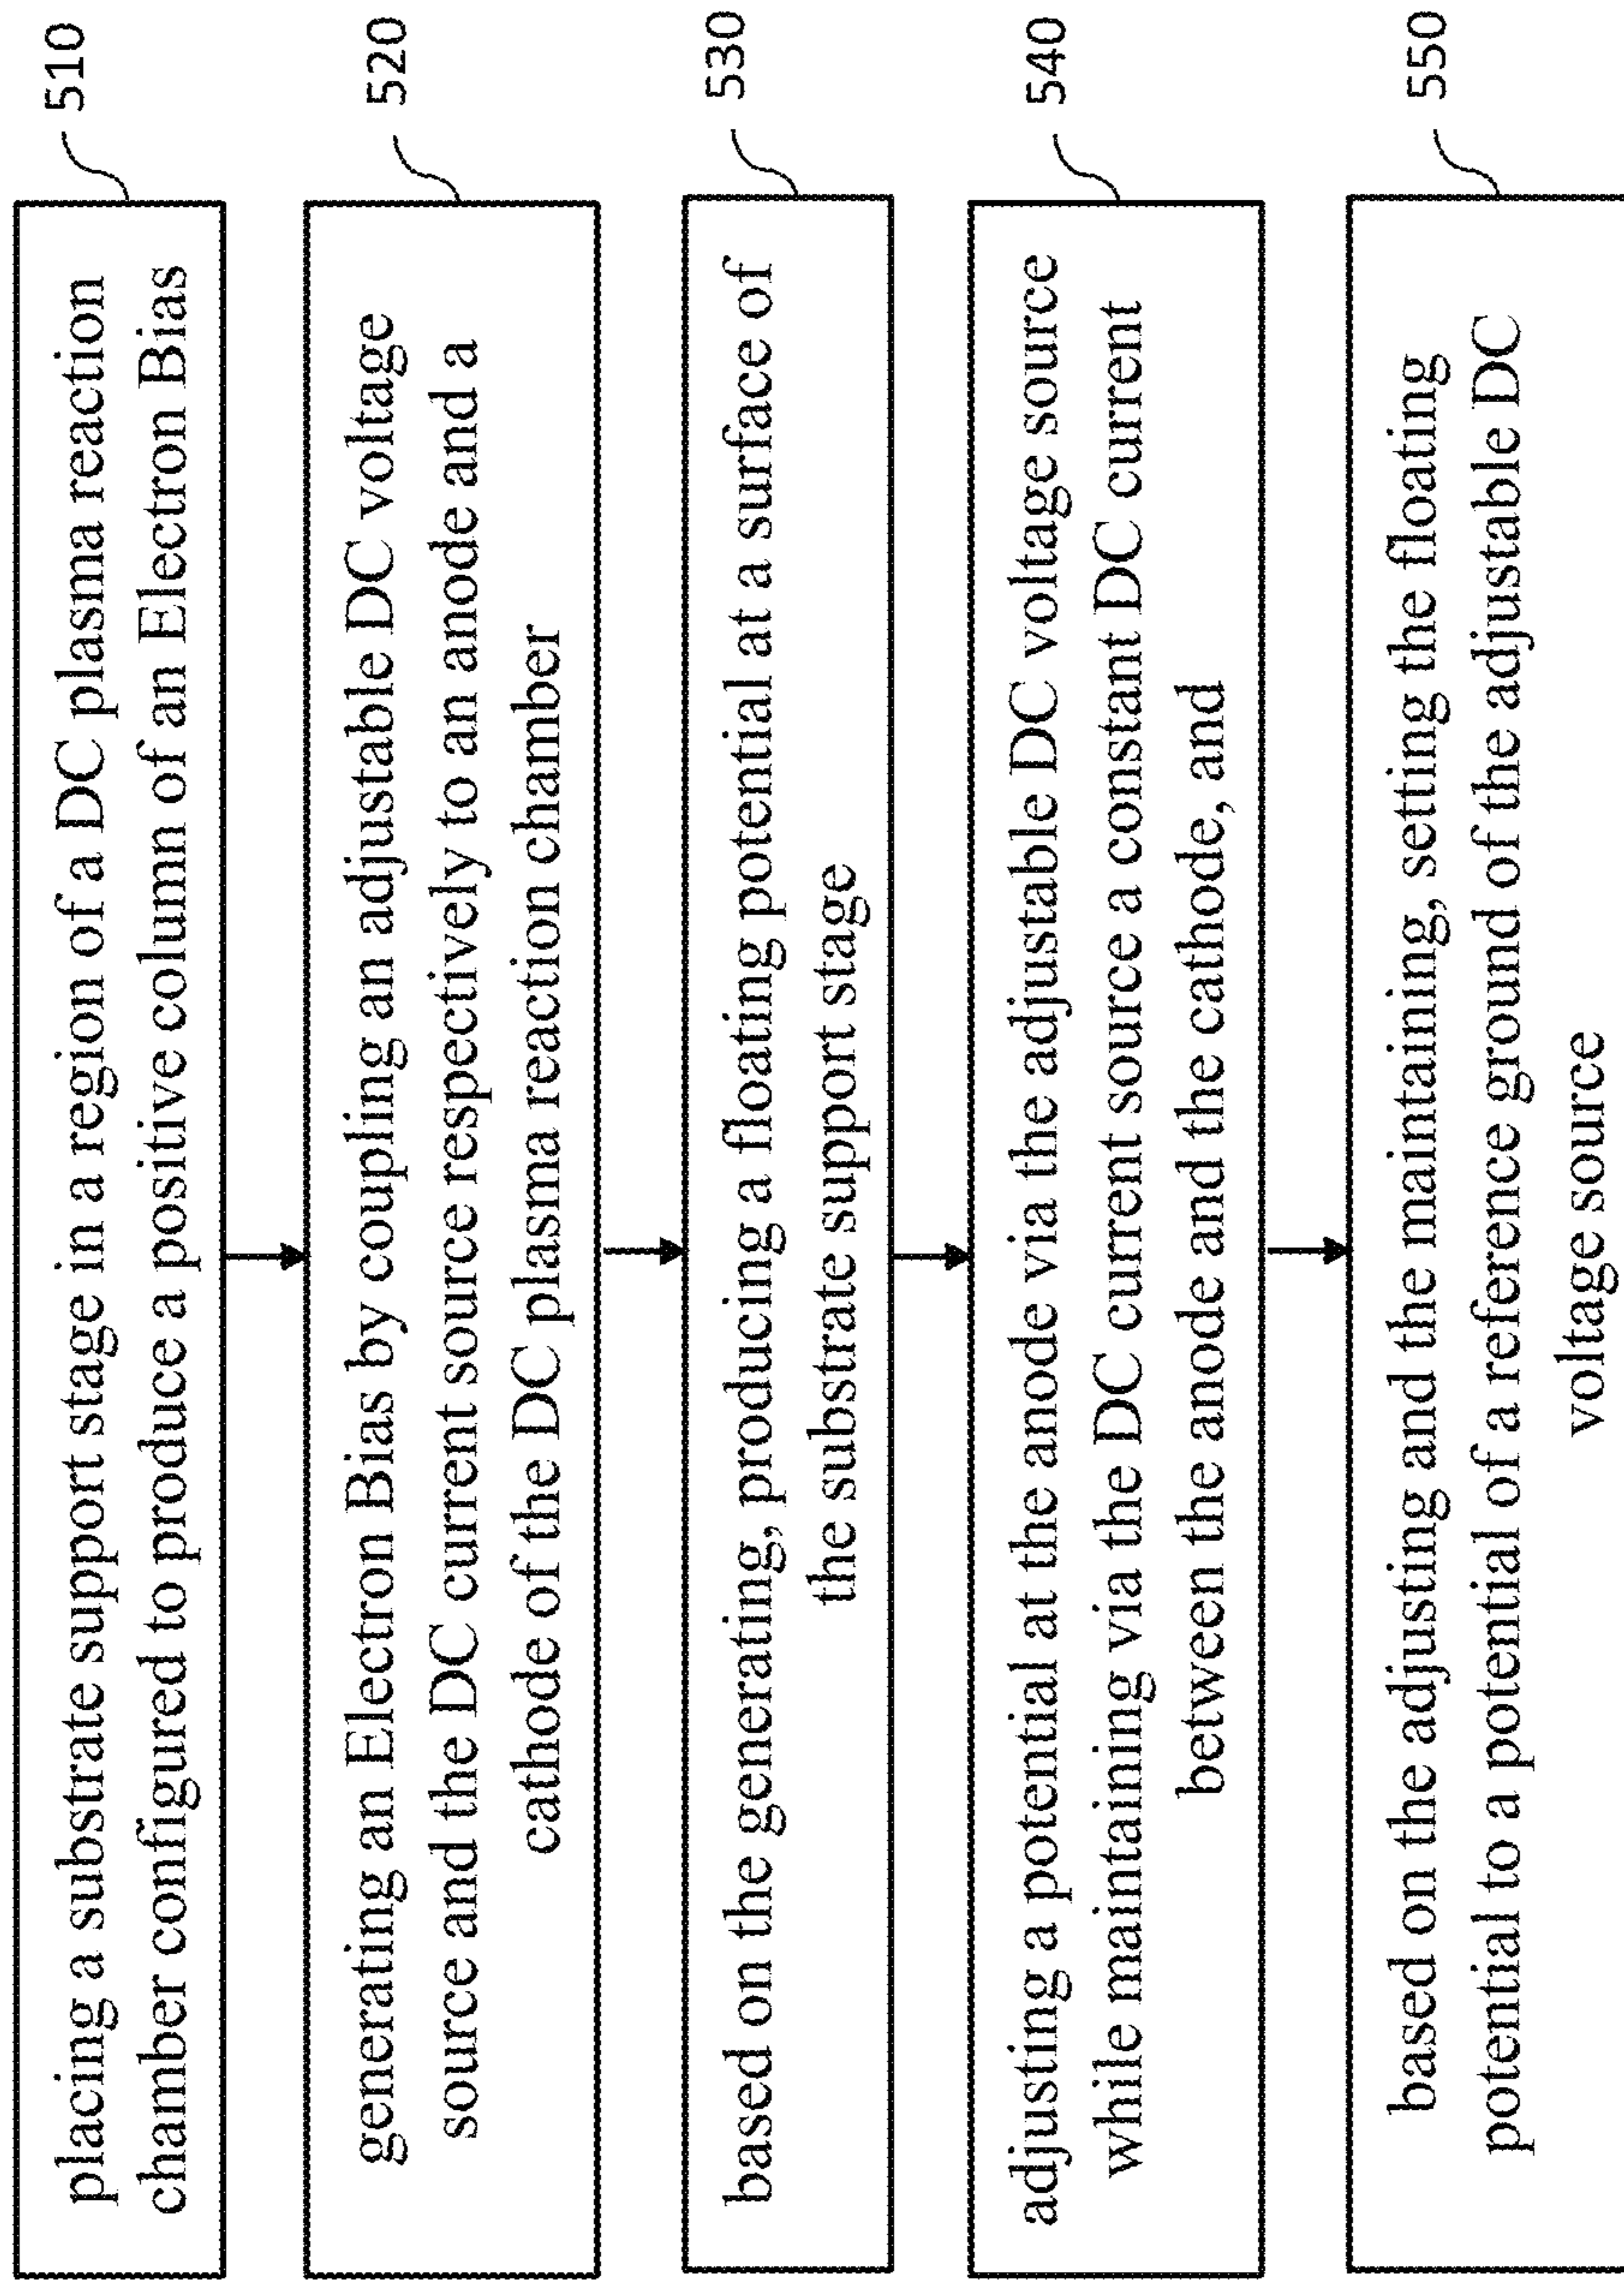 placing a substrate support stage in a region of a DC plasma reaction
chamber configured to produce a positive column of an Electron Bias
510
generating an Electron Bias by coupling an adjustable DC voltage
source and the DC current source respectively to an anode and a
cathode of the DC plasma reaction chamber
520
based on the generating, producing a floating potential at a surface of
the substrate support stage
530
adjusting a potential at the anode via the adjustable DC voltage source
while maintaining via the DC current source a constant DC current
between the anode and the cathode, and
540
based on the adjusting and the maintaining, setting the floating
potential to a potential of a reference ground of the adjustable DC
voltage source
550